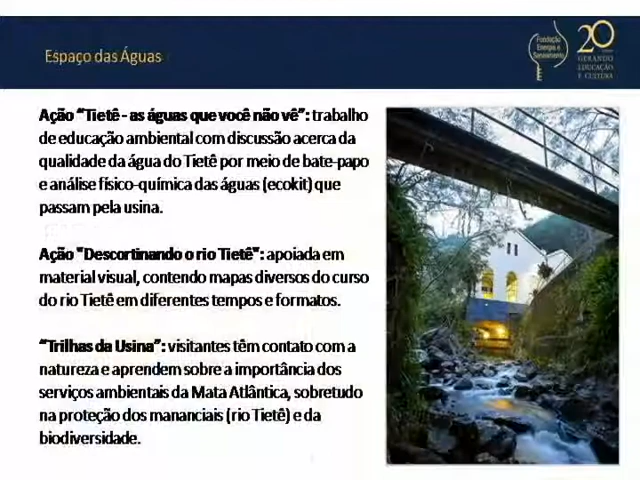 Espaço das Águas
Fundação
Energia e
Saneamento
20
GERANDO
EDUCAÇÃO
E CULTURA
Ação “Tietê - as águas que você não vê”: trabalho
de educação ambiental com discussão acerca da
qualidade da água do Tietê por meio de bate-papo
e análise físico-química das águas (ecokit) que
passam pela usina.
Ação "Descortinando o rio Tietê": apoiada em
material visual, contendo mapas diversos do curso
do rio Tietê em diferentes tempos e formatos.
“Trilhas da Usina”: visitantes têm contato com a
natureza e aprendem sobre a importância dos
serviços ambientais da Mata Atlântica, sobretudo
na proteção dos mananciais (rio Tietê) e da
biodiversidade.